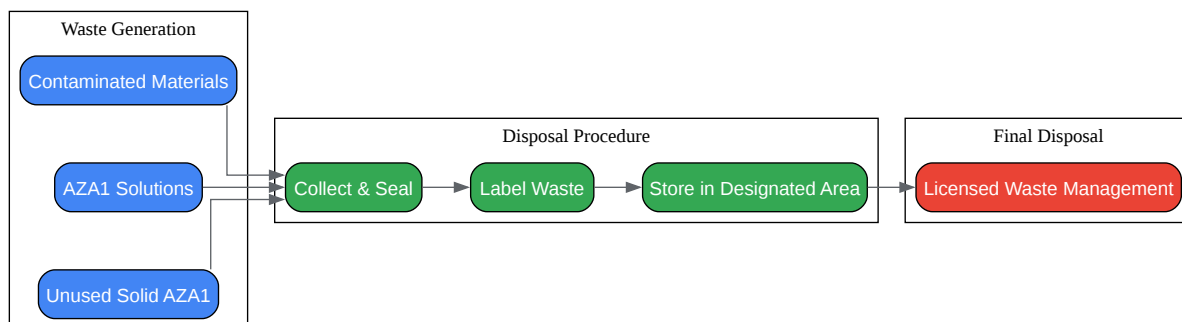 Waste Generation
Contaminated Materials
AZA1 Solutions
Unused Solid AZA1
Disposal Procedure
Collect & Seal
Label Waste
Store in Designated Area
Final Disposal
Licensed Waste Management